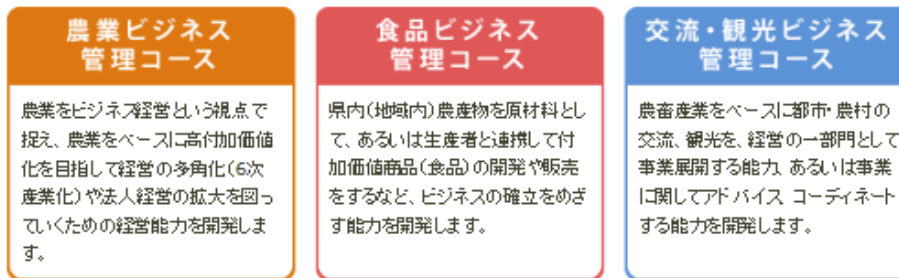 農業ビジネス
管理コース
農業をビジネス経営という視点で
捉え、農業をベースに高付加価値
化を目指して経営の多角化(6次
産業化)や法人経営の拡大を図っ
ていくための経営能力を開発しま
す。
食品ビジネス
管理コース
県内(地域内)農産物を原材料とし
て、あるいは生産者と連携して付
加価値商品(食品)の開発や販売
をするなど、ビジネスの確立をめざ
す能力を開発します。
交流・観光ビジネス
管理コース
農畜産業をベースに都市・農村の
交流、観光を、経営の一部門として
事業展開する能力、あるいは事業
に関してアドバイス、コーディネート
する能力を開発します。